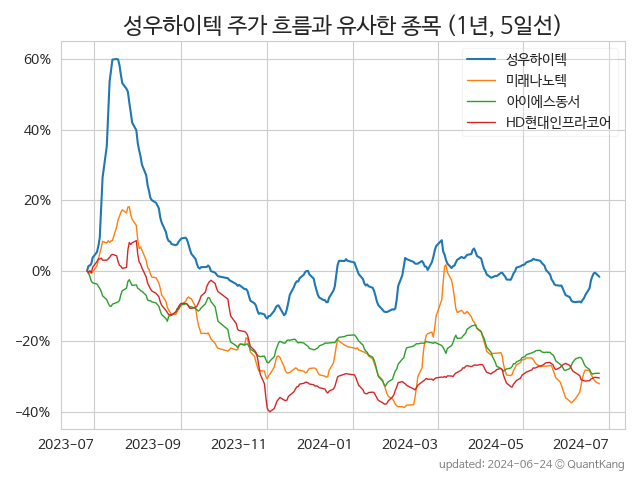 성우하이텍 주가 흐름과 유사한 종목 (1년, 5일선)
성우하이텍
미래나노텍
아이에스동서
HD현대인프라코어
60%
40%
20%
0%
−20%
−40%
2023-07
2023-09
2023-11
2024-01
2024-03
2024-05
2024-07
updated: 2024-06-24 © QuantKang